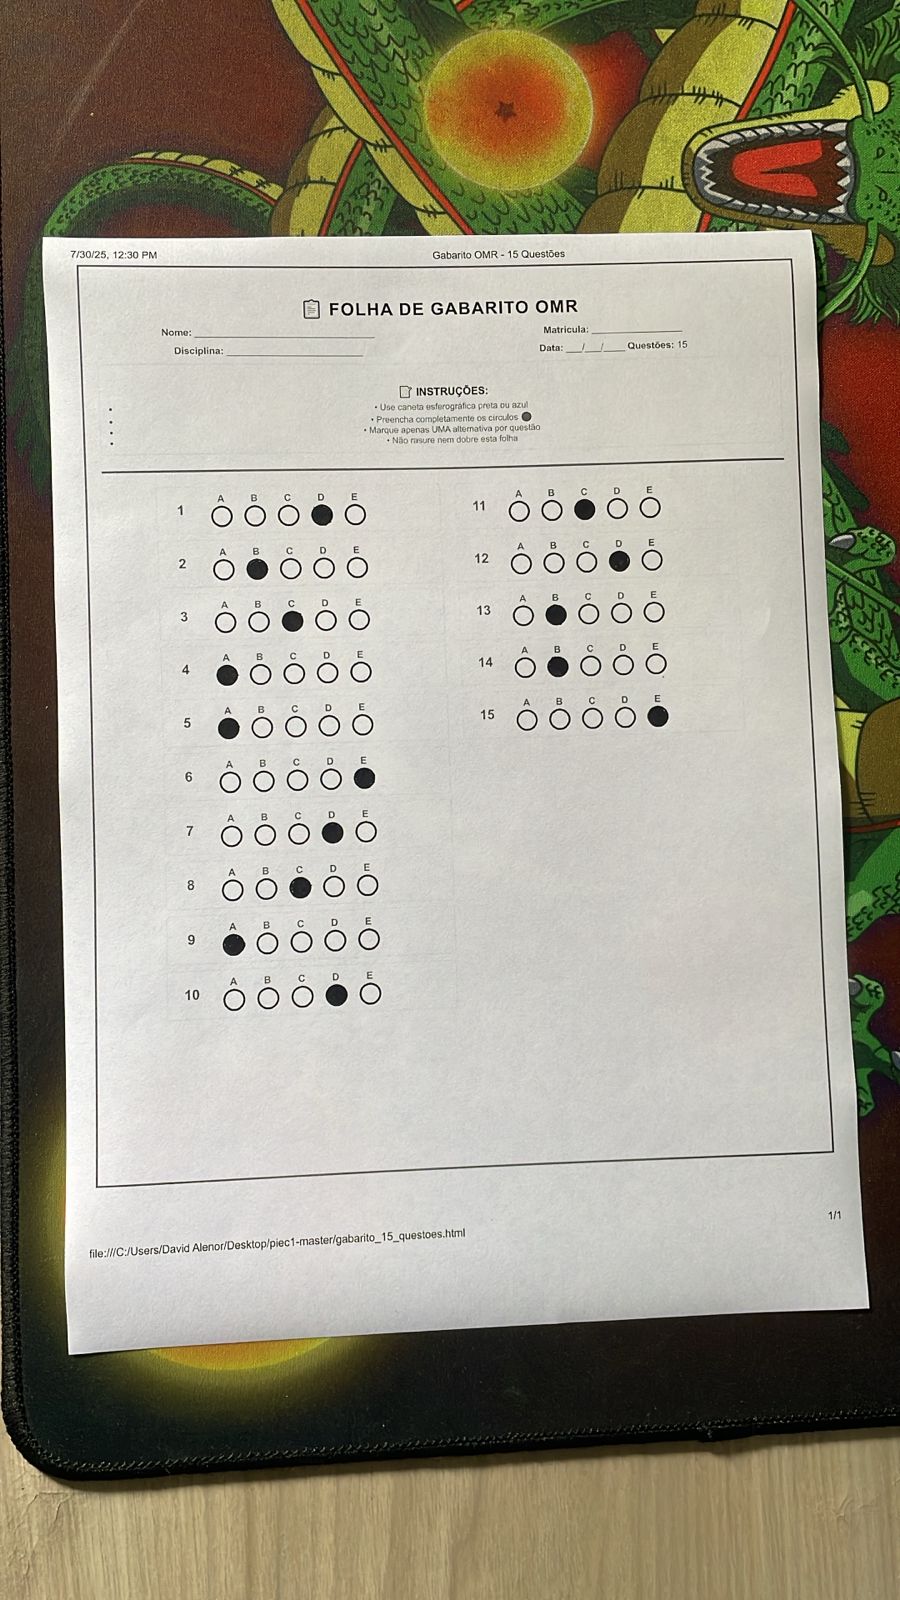 7/30/25, 12:30 PM
Gabarito OMR - 15 Questões
FOLHA DE GABARITO OMR
Nome: ____________________
Matricula: ____________________
Disciplina: ____________________
Data: ___/___/____ Questões: 15
INSTRUÇÕES:
• Use caneta esferográfica preta ou azul
• Preencha completamente os círculos
• Marque apenas UMA alternativa por questão
• Não rasure nem dobre esta folha
A B C D E
1
A B C D E
2
A B C D E
3
A B C D E
4
A B C D E
5
A B C D E
6
A B C D E
7
A B C D E
8
A B C D E
9
A B C D E
10
A B C D E
11
A B C D E
12
A B C D E
13
A B C D E
14
A B C D E
15
1/1
file:///C:/Users/David Alenor/Desktop/piec1-master/gabarito_15_questoes.html